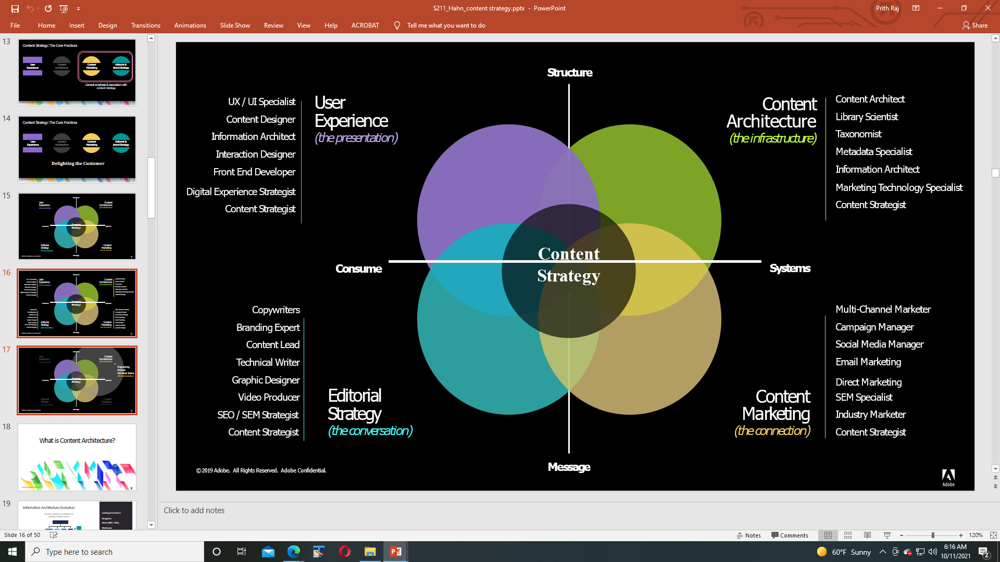 S211_Hahn_content strategy.pptx - PowerPoint
Prith Raj
File Home Insert Design Transitions Animations Slide Show Review View Help ACROBAT Tell me what you want to do
Share
13
Content Strategy: The Core Practices
User Experience
Content Architecture
Content Marketing
Editorial & Brand Strategy
General emphasis & association with
content strategy
14
Content Strategy: The Core Practices
User Experience
Content Architecture
Content Marketing
Editorial & Brand Strategy
Delighting the Customer
15
16
17
18
What is Content Architecture?
19
Information Architecture Evolution
Labeling Conventions
Navigation
Wireframes
Structure
UX / UI Specialist
Content Designer
Information Architect
Interaction Designer
Front End Developer
Digital Experience Strategist
Content Strategist
User
Experience
(the presentation)
Content
Architecture
(the infrastructure)
Content Architect
Library Scientist
Taxonomist
Metadata Specialist
Information Architect
Marketing Technology Specialist
Content Strategist
Consume
Content
Strategy
Systems
Copywriters
Branding Expert
Content Lead
Technical Writer
Graphic Designer
Video Producer
SEO / SEM Strategist
Content Strategist
Editorial
Strategy
(the conversation)
Content
Marketing
(the connection)
Multi-Channel Marketer
Campaign Manager
Social Media Manager
Email Marketing
Direct Marketing
SEM Specialist
Industry Marketer
Content Strategist
Message
©2019 Adobe. All Rights Reserved. Adobe Confidential.
Adobe
Click to add notes
Slide 16 of 50
Notes
Comments
120%
Type here to search
60°F Sunny
6:16 AM
10/11/2021
2